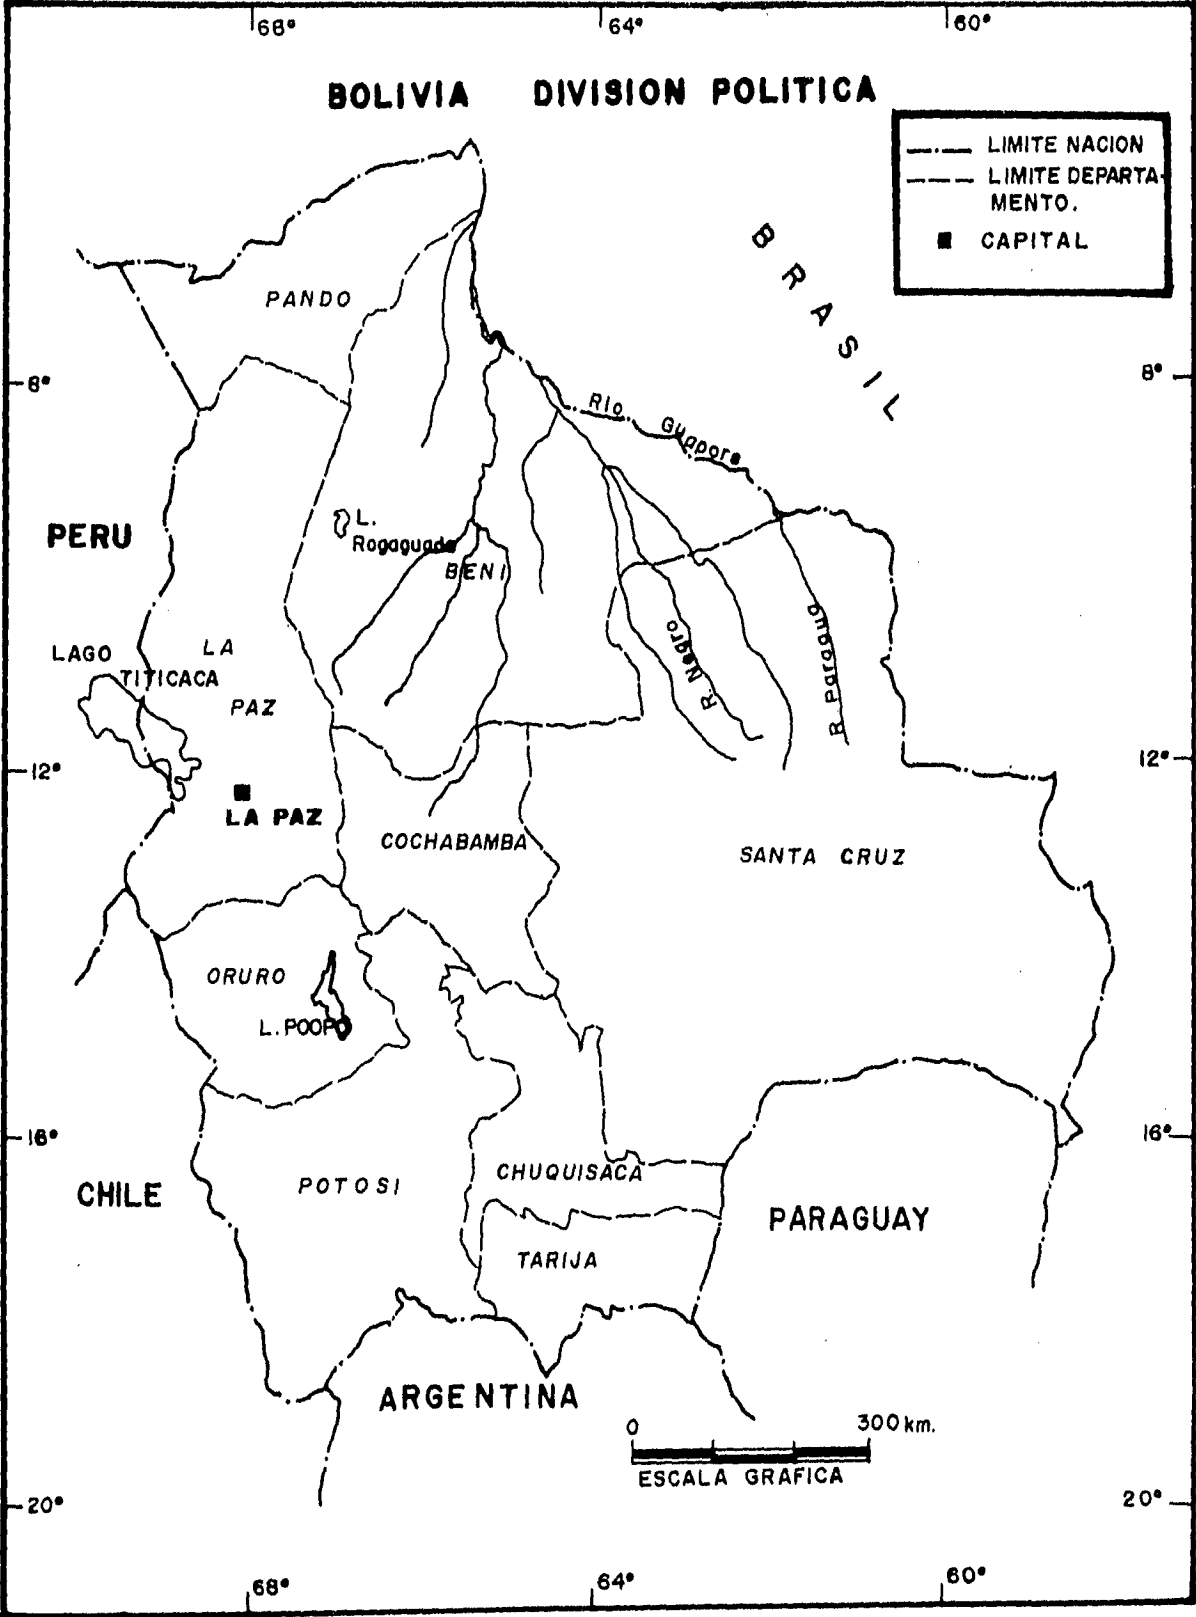 68°
64°
60°
BOLIVIA DIVISION POLITICA
LIMITE NACION
LIMITE DEPARTA-
MENTO.
CAPITAL
BRASIL
PANDO
8°
8°
Rio Guapore
PERU
L.
Rogaguado
BENI
LAGO
TITICACA
LA
PAZ
R. Negro
R. Paragua
12°
12°
LA PAZ
COCHABAMBA
SANTA CRUZ
ORURO
L. POOPO
16°
16°
CHILE
POTOSI
CHUQUISACA
PARAGUAY
TARIJA
ARGENTINA
0 300 km.
ESCALA GRAFICA
20°
20°
68°
64°
60°